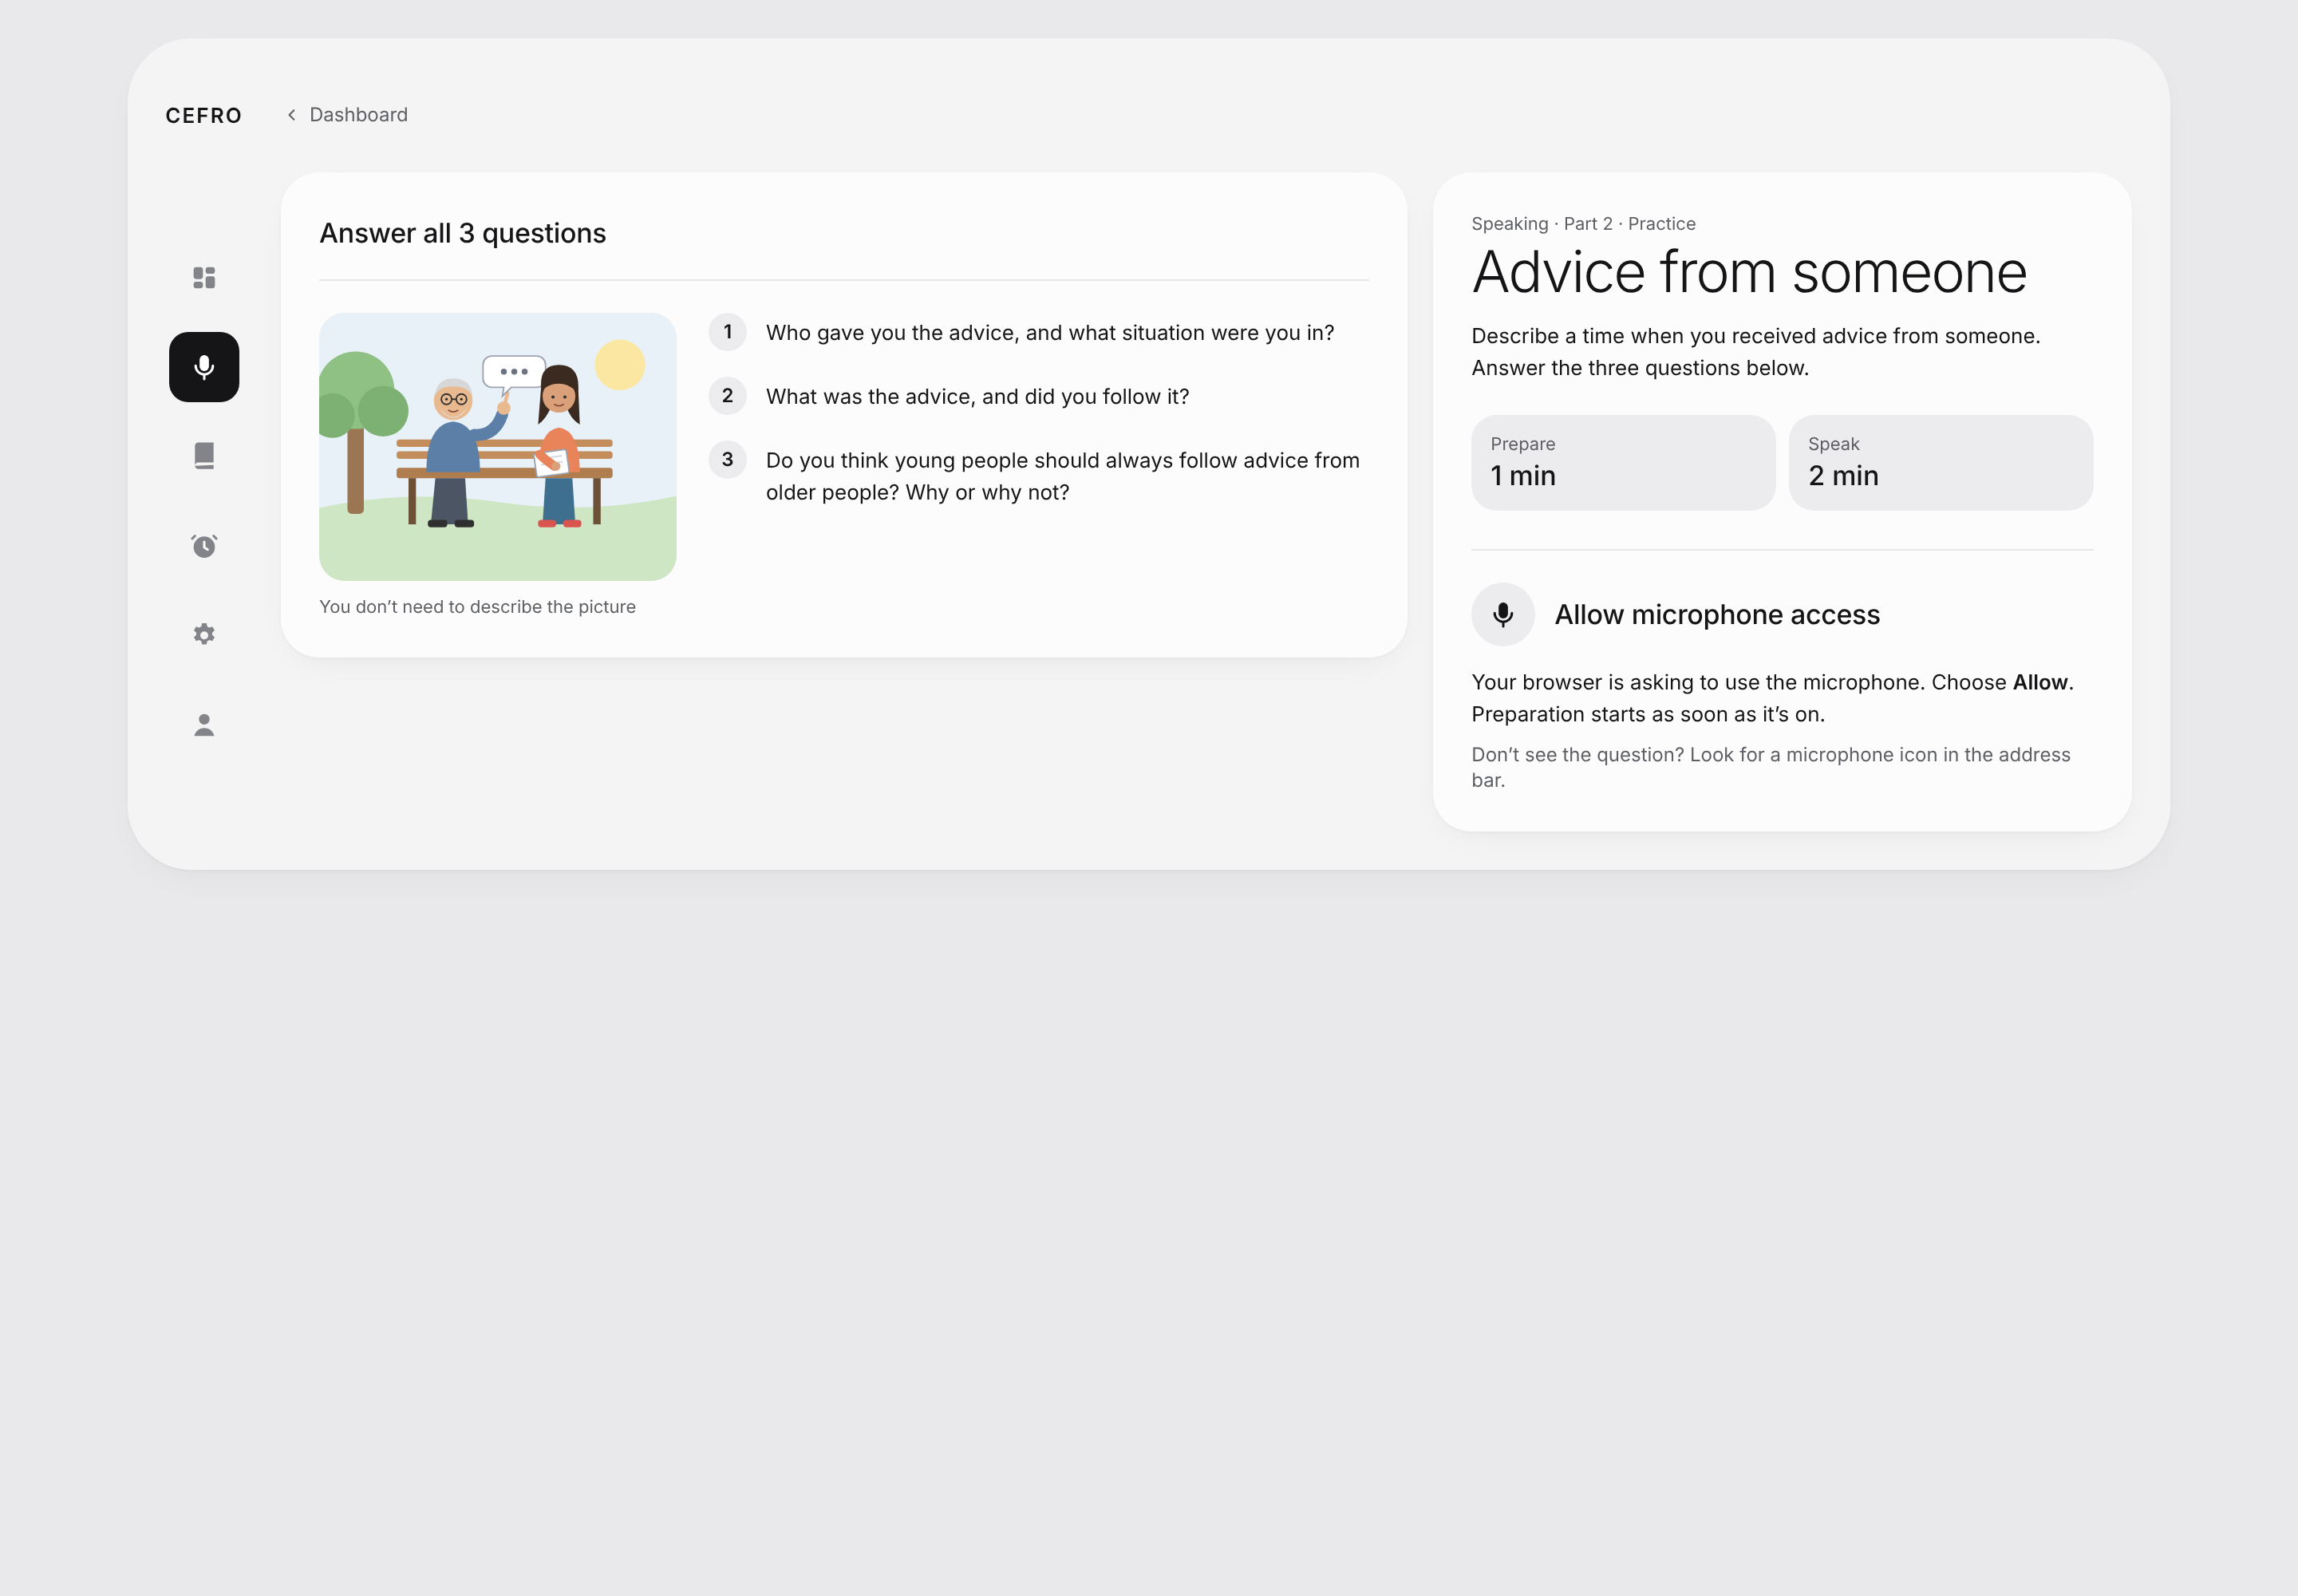 CEFRO
Dashboard
Answer all 3 questions
1 Who gave you the advice, and what situation were you in?
2 What was the advice, and did you follow it?
3 Do you think young people should always follow advice from
older people? Why or why not?
You don’t need to describe the picture
Speaking · Part 2 · Practice
Advice from someone
Describe a time when you received advice from someone.
Answer the three questions below.
Prepare
1 min
Speak
2 min
Allow microphone access
Your browser is asking to use the microphone. Choose Allow.
Preparation starts as soon as it’s on.
Don’t see the question? Look for a microphone icon in the address
bar.